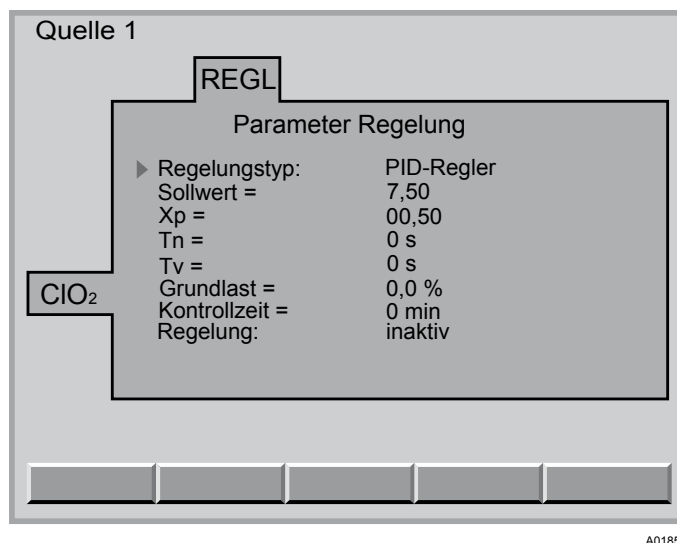 Quelle 1
REGL
Parameter Regelung
Regelungstyp: PID-Regler
Sollwert = 7,50
Xp = 00,50
Tn = 0 s
Tv = 0 s
Grundlast = 0,0 %
Kontrollzeit = 0 min
Regelung: inaktiv
ClO₂
A0185